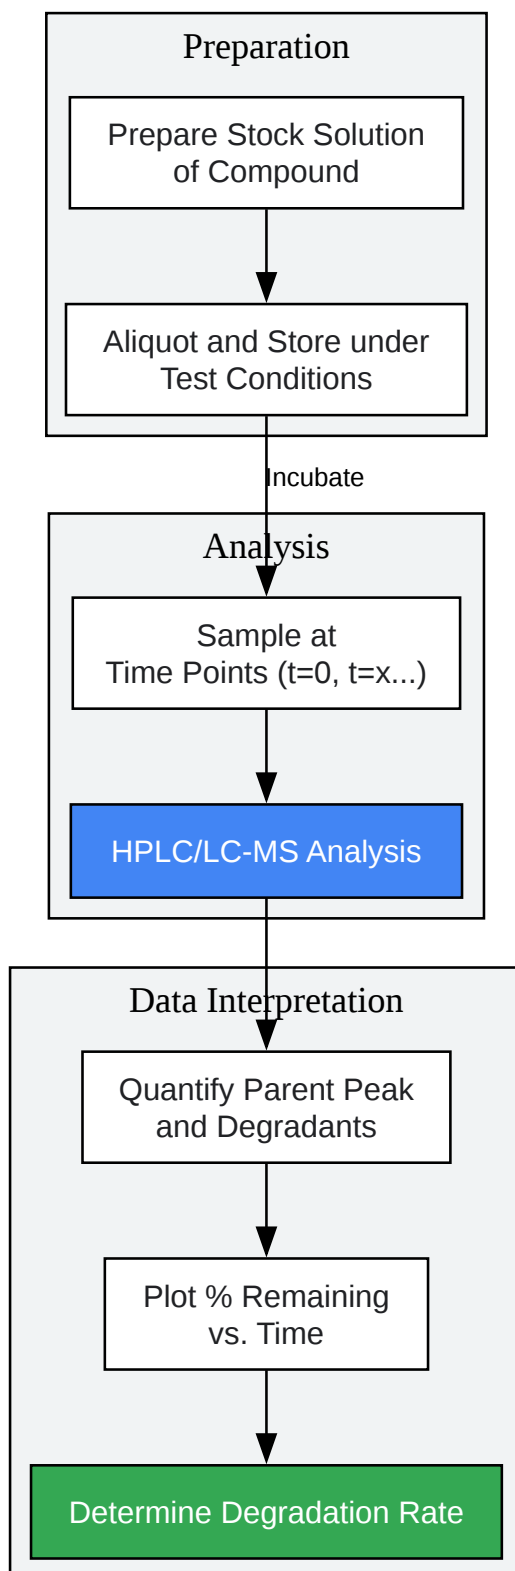 Preparation
Prepare Stock Solution
of Compound
Aliquot and Store under
Test Conditions
Incubate
Analysis
Sample at
Time Points (t=0, t=x...)
HPLC/LC-MS Analysis
Data Interpretation
Quantify Parent Peak
and Degradants
Plot % Remaining
vs. Time
Determine Degradation Rate